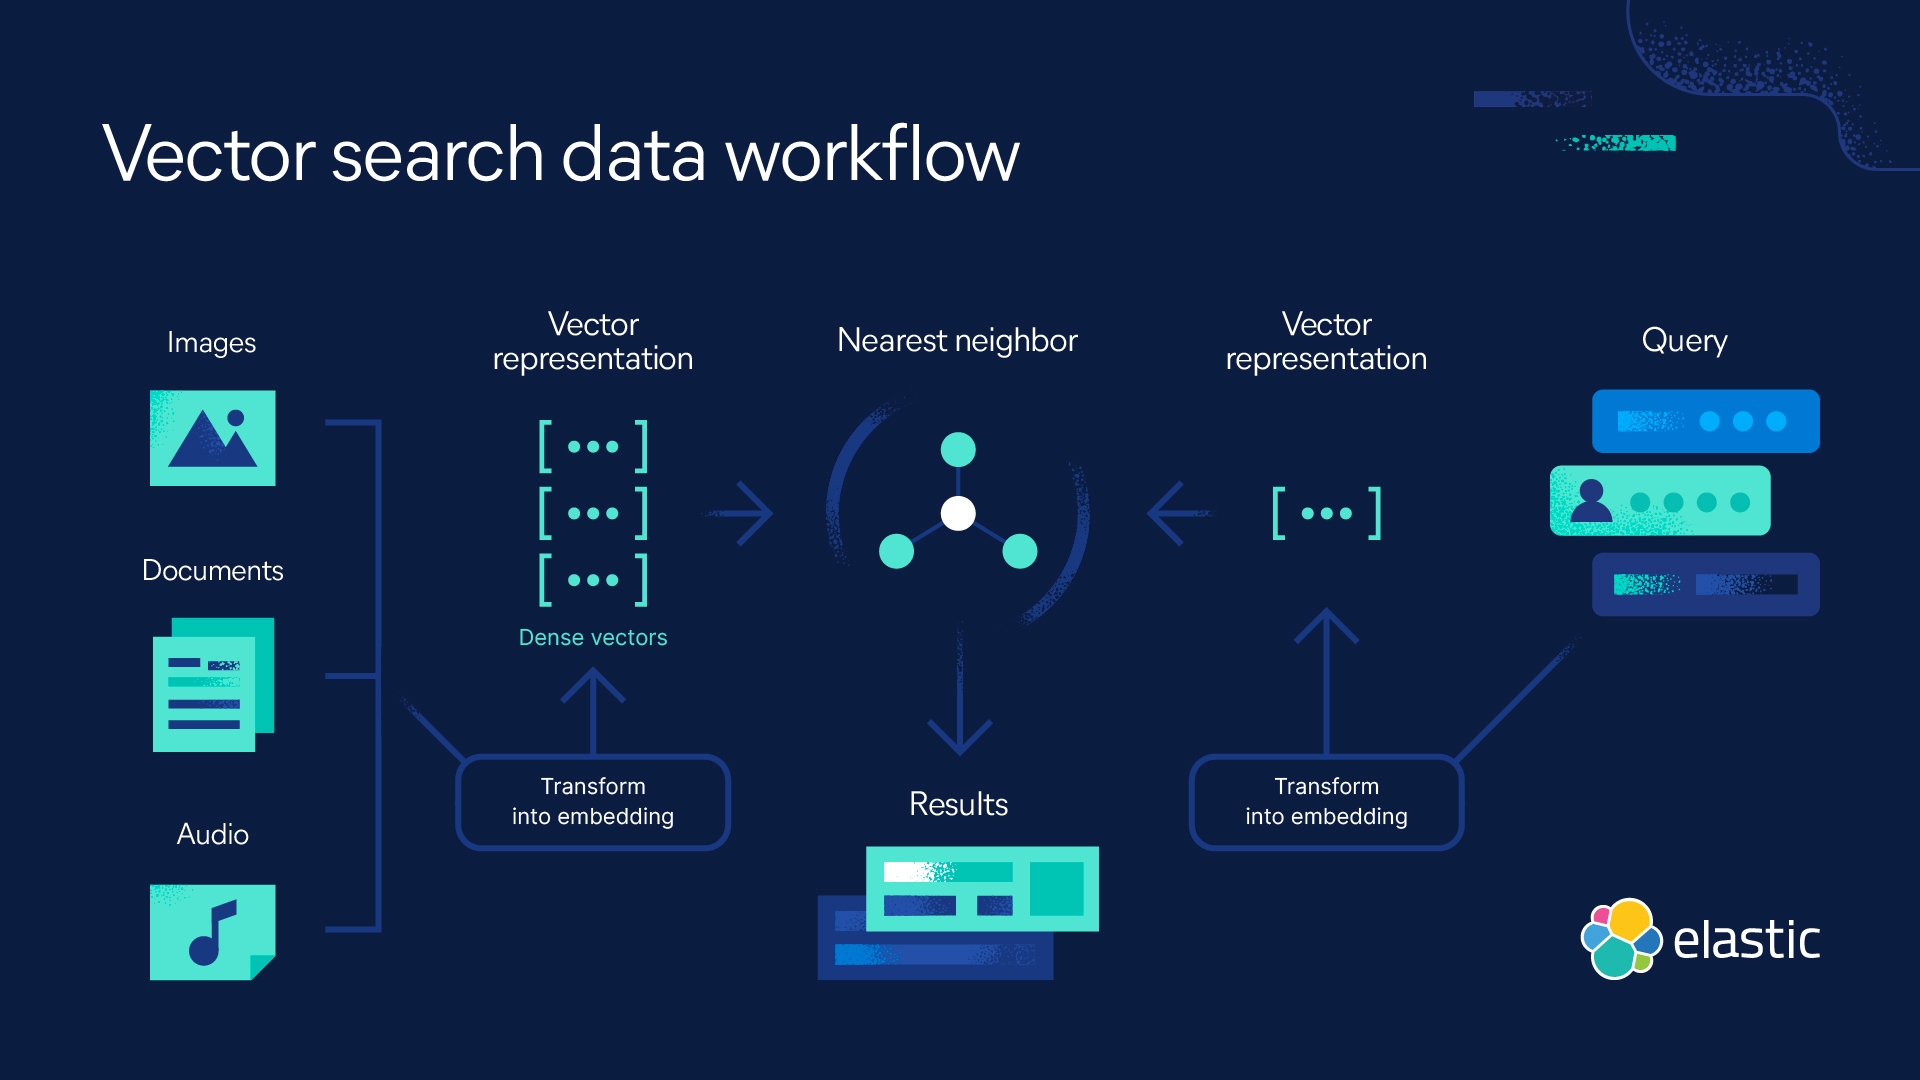 Vector search data workflow
Images
Documents
Audio
Vector
representation
Dense vectors
Transform
into embedding
Nearest neighbor
Results
Vector
representation
Transform
into embedding
Query
elastic